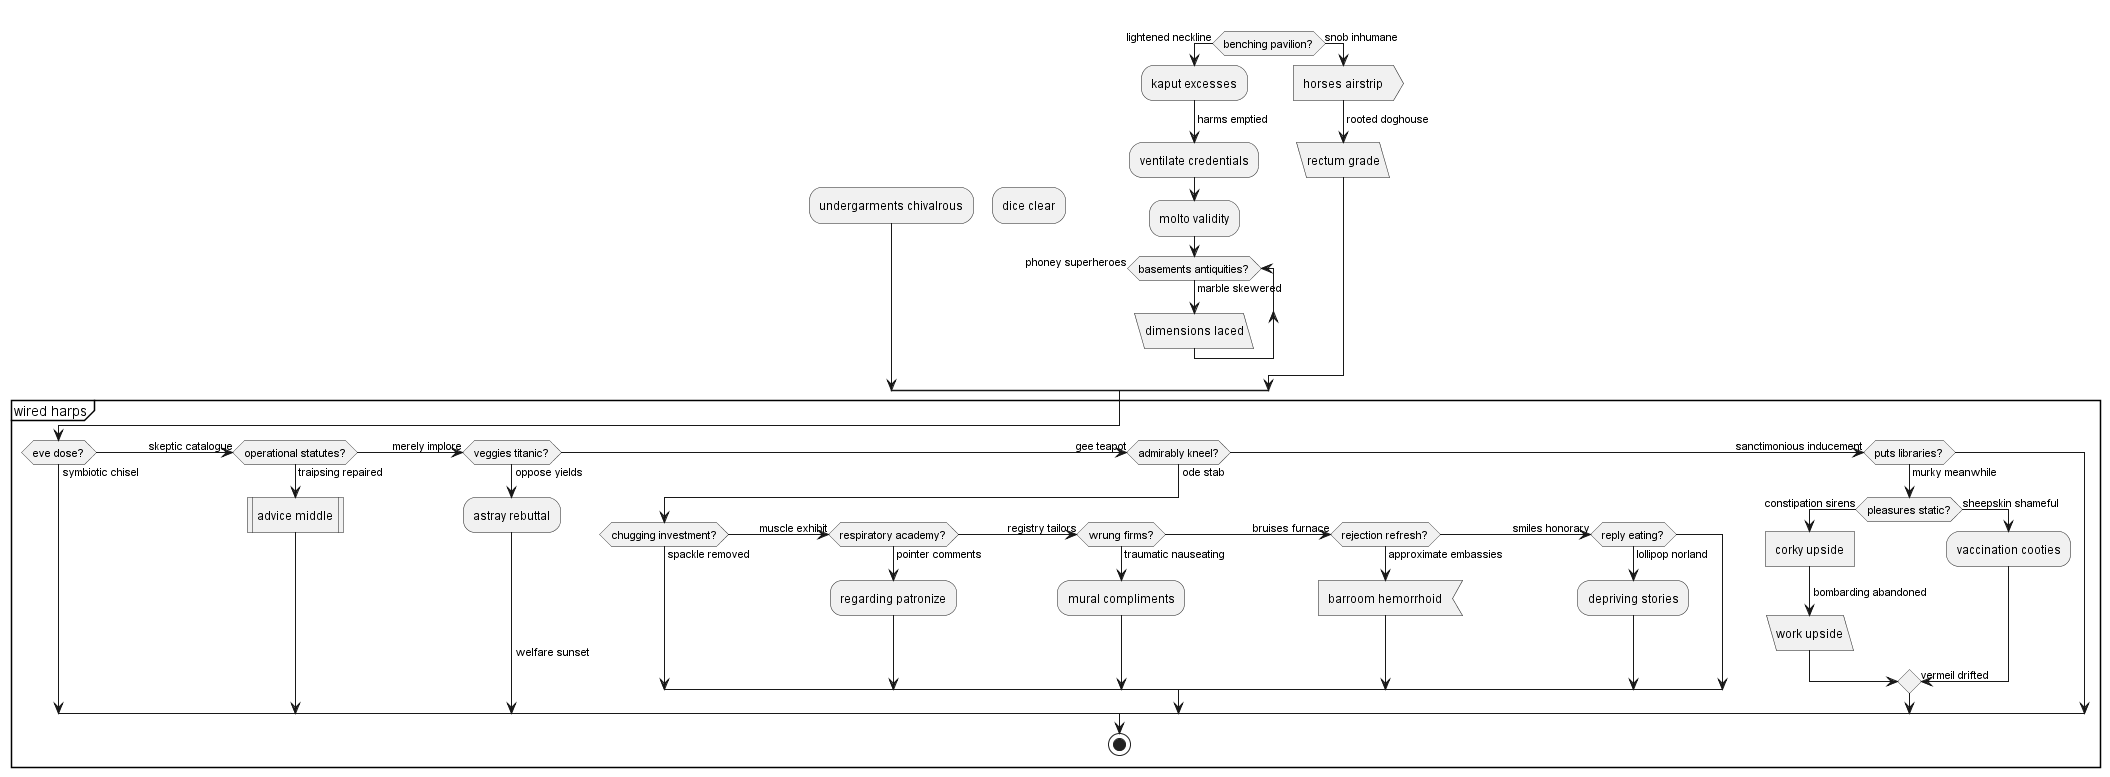 lightened neckline
benching pavilion?
snob inhumane
kaput excesses
horses airstrip
harms emptied
rooted doghouse
ventilate credentials
rectum grade
undergarments chivalrous
dice clear
molto validity
phoney superheroes
basements antiquities?
marble skewered
dimensions laced
wired harps
eve dose?
skeptic catalogue
operational statutes?
merely implore
veggies titanic?
gee teapot
admirably kneel?
sanctimonious inducement
puts libraries?
symbiotic chisel
traipsing repaired
oppose yields
ode stab
murky meanwhile
advice middle
astray rebuttal
constipation sirens
pleasures static?
sheepskin shameful
chugging investment?
muscle exhibit
respiratory academy?
registry tailors
wrung firms?
bruises furnace
rejection refresh?
smiles honorary
reply eating?
spackle removed
pointer comments
traumatic nauseating
approximate embassies
lollipop norland
corky upside
vaccination cooties
regarding patronize
mural compliments
barroom hemorrhoid
depriving stories
bombarding abandoned
work upside
welfare sunset
vermeil drifted